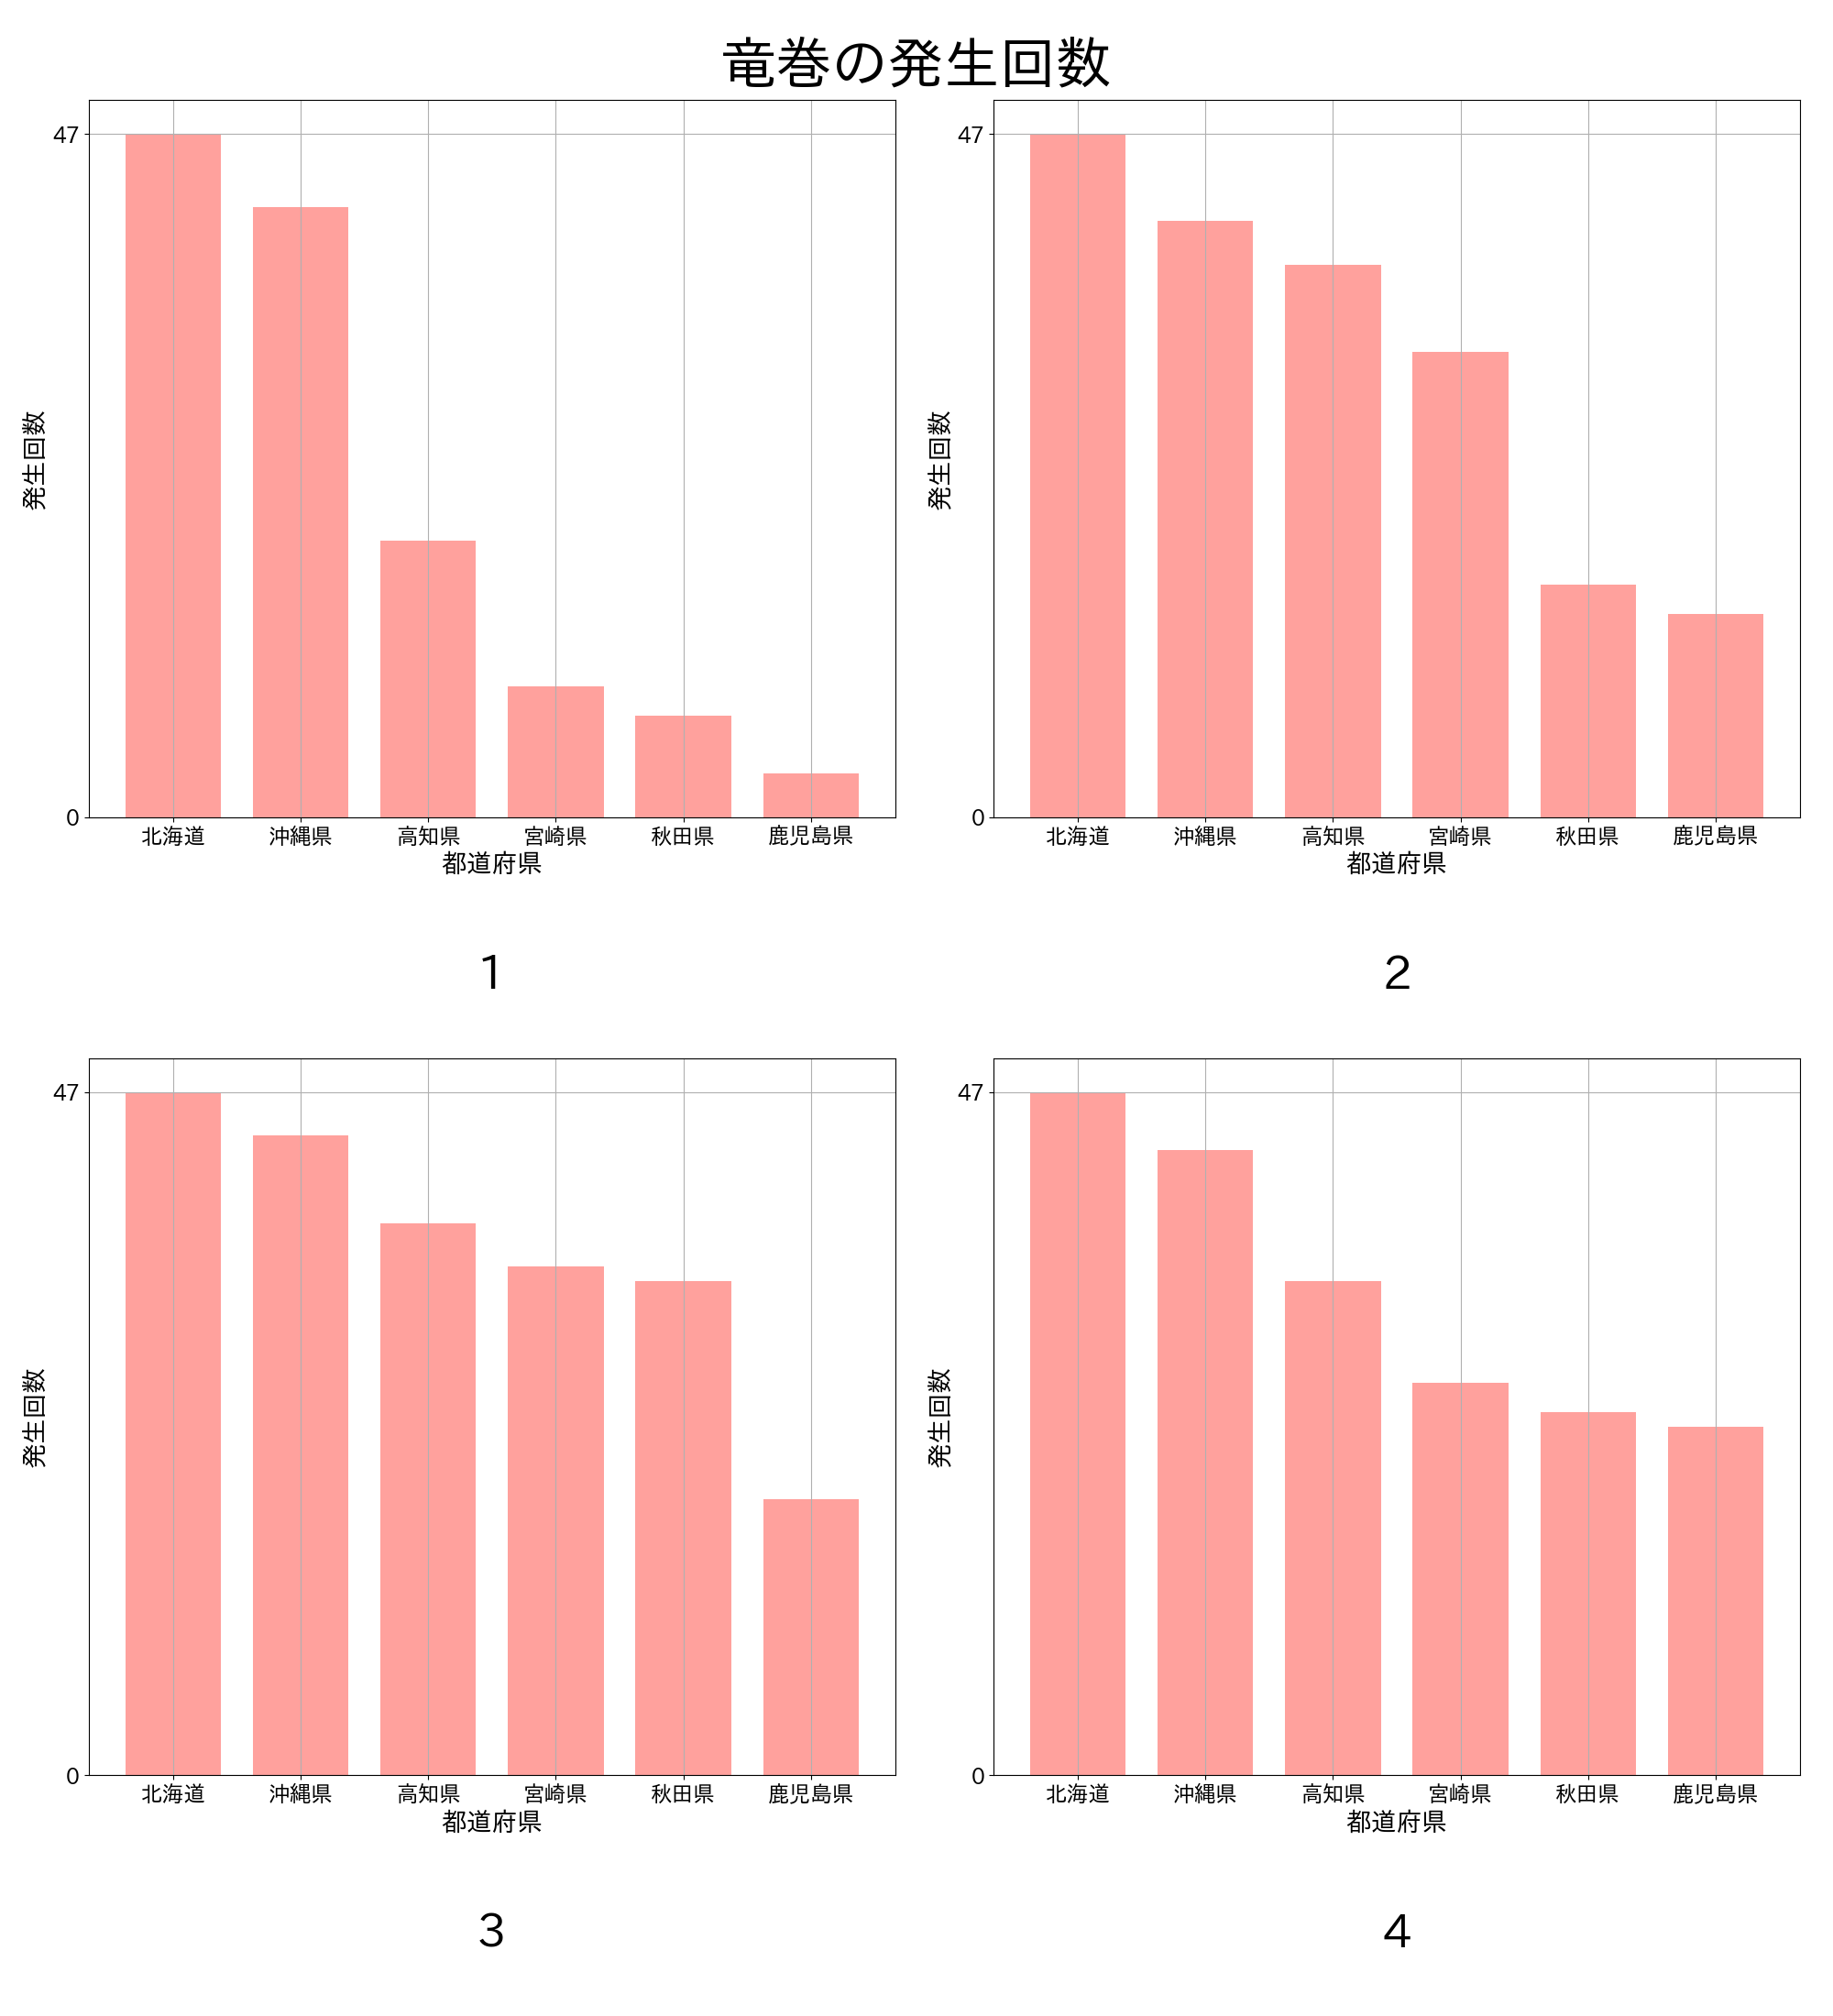 竜巻の発生回数
47
0
発生回数
北海道 沖縄県 高知県 宮崎県 秋田県 鹿児島県
都道府県
1
47
0
発生回数
北海道 沖縄県 高知県 宮崎県 秋田県 鹿児島県
都道府県
2
47
0
発生回数
北海道 沖縄県 高知県 宮崎県 秋田県 鹿児島県
都道府県
3
47
0
発生回数
北海道 沖縄県 高知県 宮崎県 秋田県 鹿児島県
都道府県
4